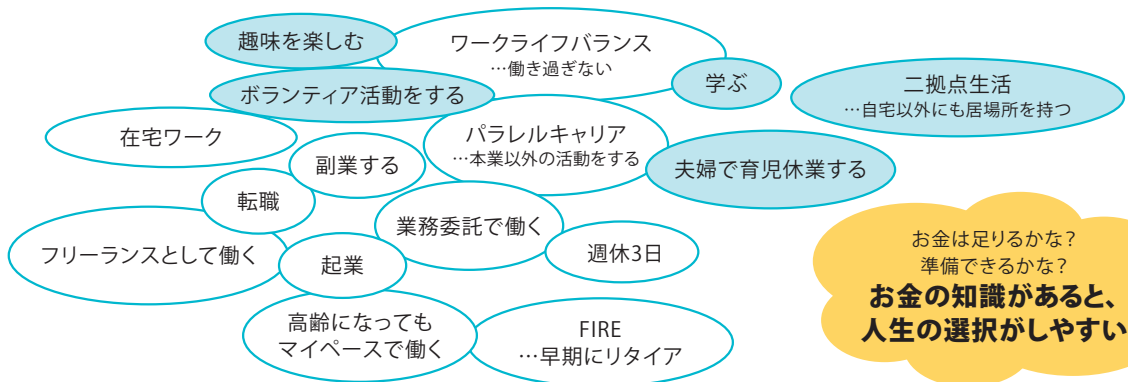 趣味を楽しむ
ワークライフバランス
…働き過ぎない
学ぶ
二拠点生活
…自宅以外にも居場所を持つ
ボランティア活動をする
在宅ワーク
パラレルキャリア
…本業以外の活動をする
副業する
夫婦で育児休業する
転職
業務委託で働く
フリーランスとして働く
起業
週休3日
高齢になっても
マイペースで働く
FIRE
…早期にリタイア
お金は足りるかな?
準備できるかな?
お金の知識があると、
人生の選択がしやすい